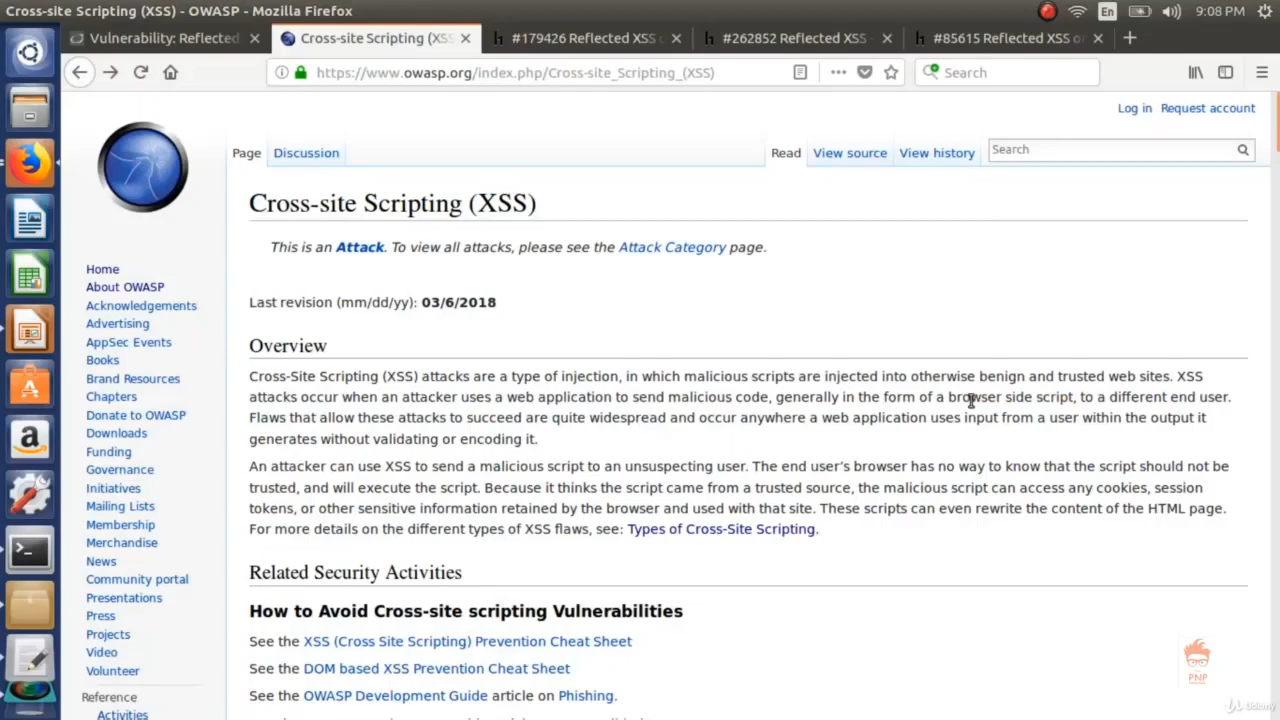 Cross-site Scripting (XSS) - OWASP - Mozilla Firefox
En
9:08 PM
Vulnerability: Reflected
Cross-site Scripting (XSS
#179426 Reflected XSS
#262852 Reflected XSS
#85615 Reflected XSS o
https://www.owasp.org/index.php/Cross-site_Scripting_(XSS)
Search
Log in Request account
Page Discussion Read View source View history Search
Cross-site Scripting (XSS)
This is an Attack. To view all attacks, please see the Attack Category page.
Last revision (mm/dd/yy): 03/6/2018
Overview
Cross-Site Scripting (XSS) attacks are a type of injection, in which malicious scripts are injected into otherwise benign and trusted web sites. XSS
attacks occur when an attacker uses a web application to send malicious code, generally in the form of a browser side script, to a different end user.
Flaws that allow these attacks to succeed are quite widespread and occur anywhere a web application uses input from a user within the output it
generates without validating or encoding it.
An attacker can use XSS to send a malicious script to an unsuspecting user. The end user's browser has no way to know that the script should not be
trusted, and will execute the script. Because it thinks the script came from a trusted source, the malicious script can access any cookies, session
tokens, or other sensitive information retained by the browser and used with that site. These scripts can even rewrite the content of the HTML page.
For more details on the different types of XSS flaws, see: Types of Cross-Site Scripting.
Related Security Activities
How to Avoid Cross-site scripting Vulnerabilities
See the XSS (Cross Site Scripting) Prevention Cheat Sheet
See the DOM based XSS Prevention Cheat Sheet
See the OWASP Development Guide article on Phishing.
Home
About OWASP
Acknowledgements
Advertising
AppSec Events
Books
Brand Resources
Chapters
Donate to OWASP
Downloads
Funding
Governance
Initiatives
Mailing Lists
Membership
Merchandise
News
Community portal
Presentations
Press
Projects
Video
Volunteer
Reference
Activities
PNP
Udemy